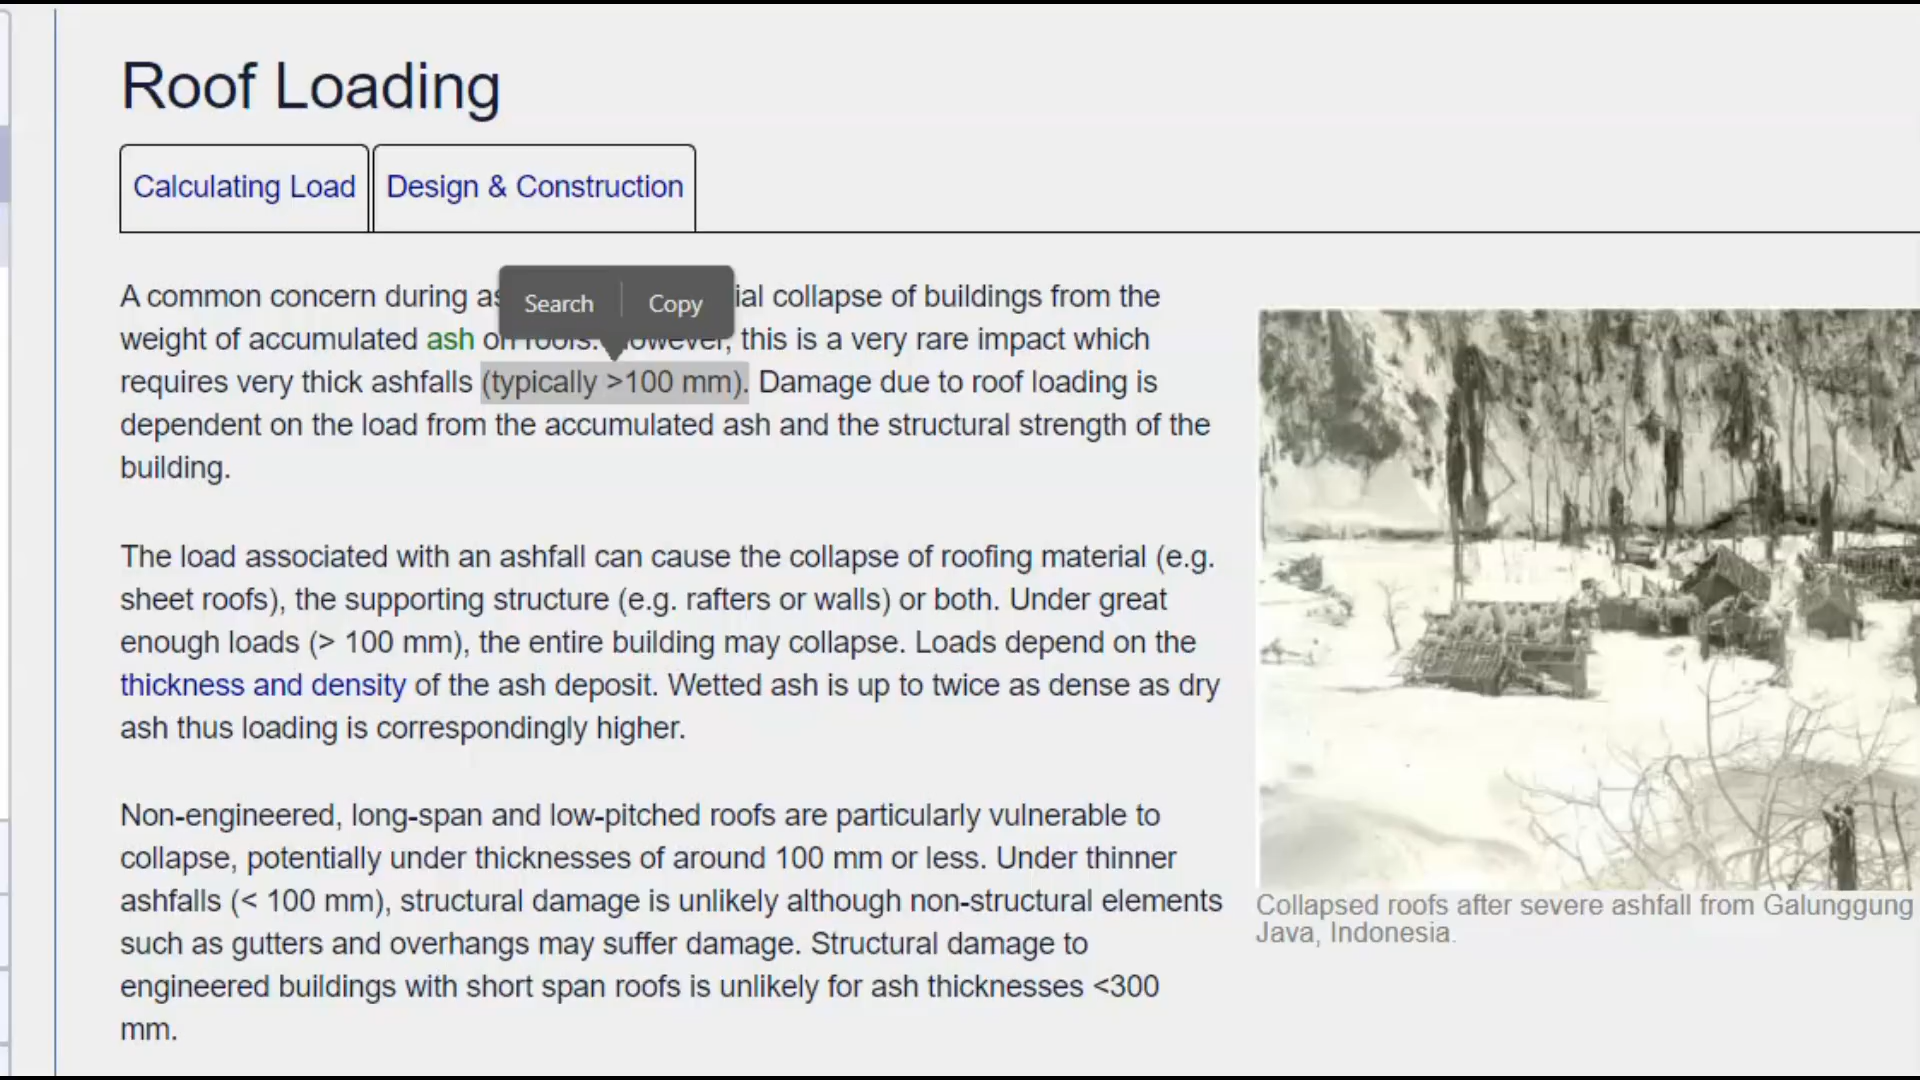 Roof Loading
Calculating Load
Design & Construction
Search
Copy
A common concern during as ial collapse of buildings from the
weight of accumulated ash on roofs. However, this is a very rare impact which
requires very thick ashfalls (typically >100 mm). Damage due to roof loading is
dependent on the load from the accumulated ash and the structural strength of the
building.
The load associated with an ashfall can cause the collapse of roofing material (e.g.
sheet roofs), the supporting structure (e.g. rafters or walls) or both. Under great
enough loads (> 100 mm), the entire building may collapse. Loads depend on the
thickness and density of the ash deposit. Wetted ash is up to twice as dense as dry
ash thus loading is correspondingly higher.
Non-engineered, long-span and low-pitched roofs are particularly vulnerable to
collapse, potentially under thicknesses of around 100 mm or less. Under thinner
ashfalls (< 100 mm), structural damage is unlikely although non-structural elements
such as gutters and overhangs may suffer damage. Structural damage to
engineered buildings with short span roofs is unlikely for ash thicknesses <300
mm.
Collapsed roofs after severe ashfall from Galunggung
Java, Indonesia.